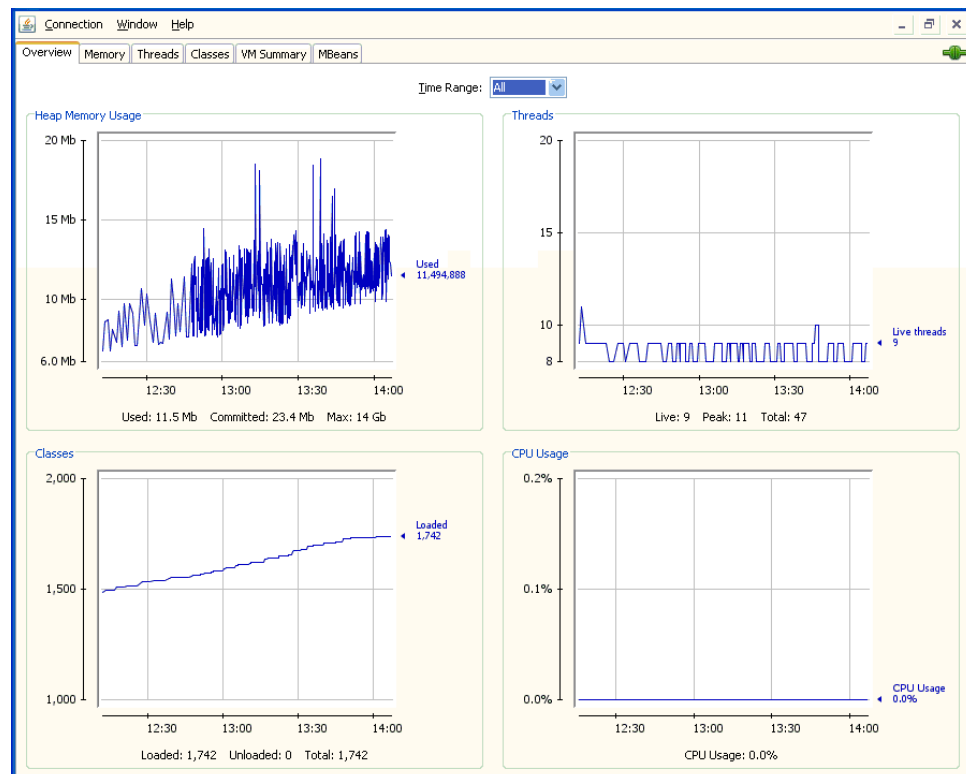 Connection Window Help
Overview Memory Threads Classes VM Summary MBeans
Time Range: All
Heap Memory Usage
20 Mb
15 Mb
10 Mb
6.0 Mb
Used
11,494,888
12:30 13:00 13:30 14:00
Used: 11.5 Mb Committed: 23.4 Mb Max: 14 Gb
Threads
20
15
10
8
Live threads
9
12:30 13:00 13:30 14:00
Live: 9 Peak: 11 Total: 47
Classes
2,000
1,500
1,000
Loaded
1,742
12:30 13:00 13:30 14:00
Loaded: 1,742 Unloaded: 0 Total: 1,742
CPU Usage
0.2%
0.1%
0.0%
CPU Usage
0.0%
12:30 13:00 13:30 14:00
CPU Usage: 0.0%